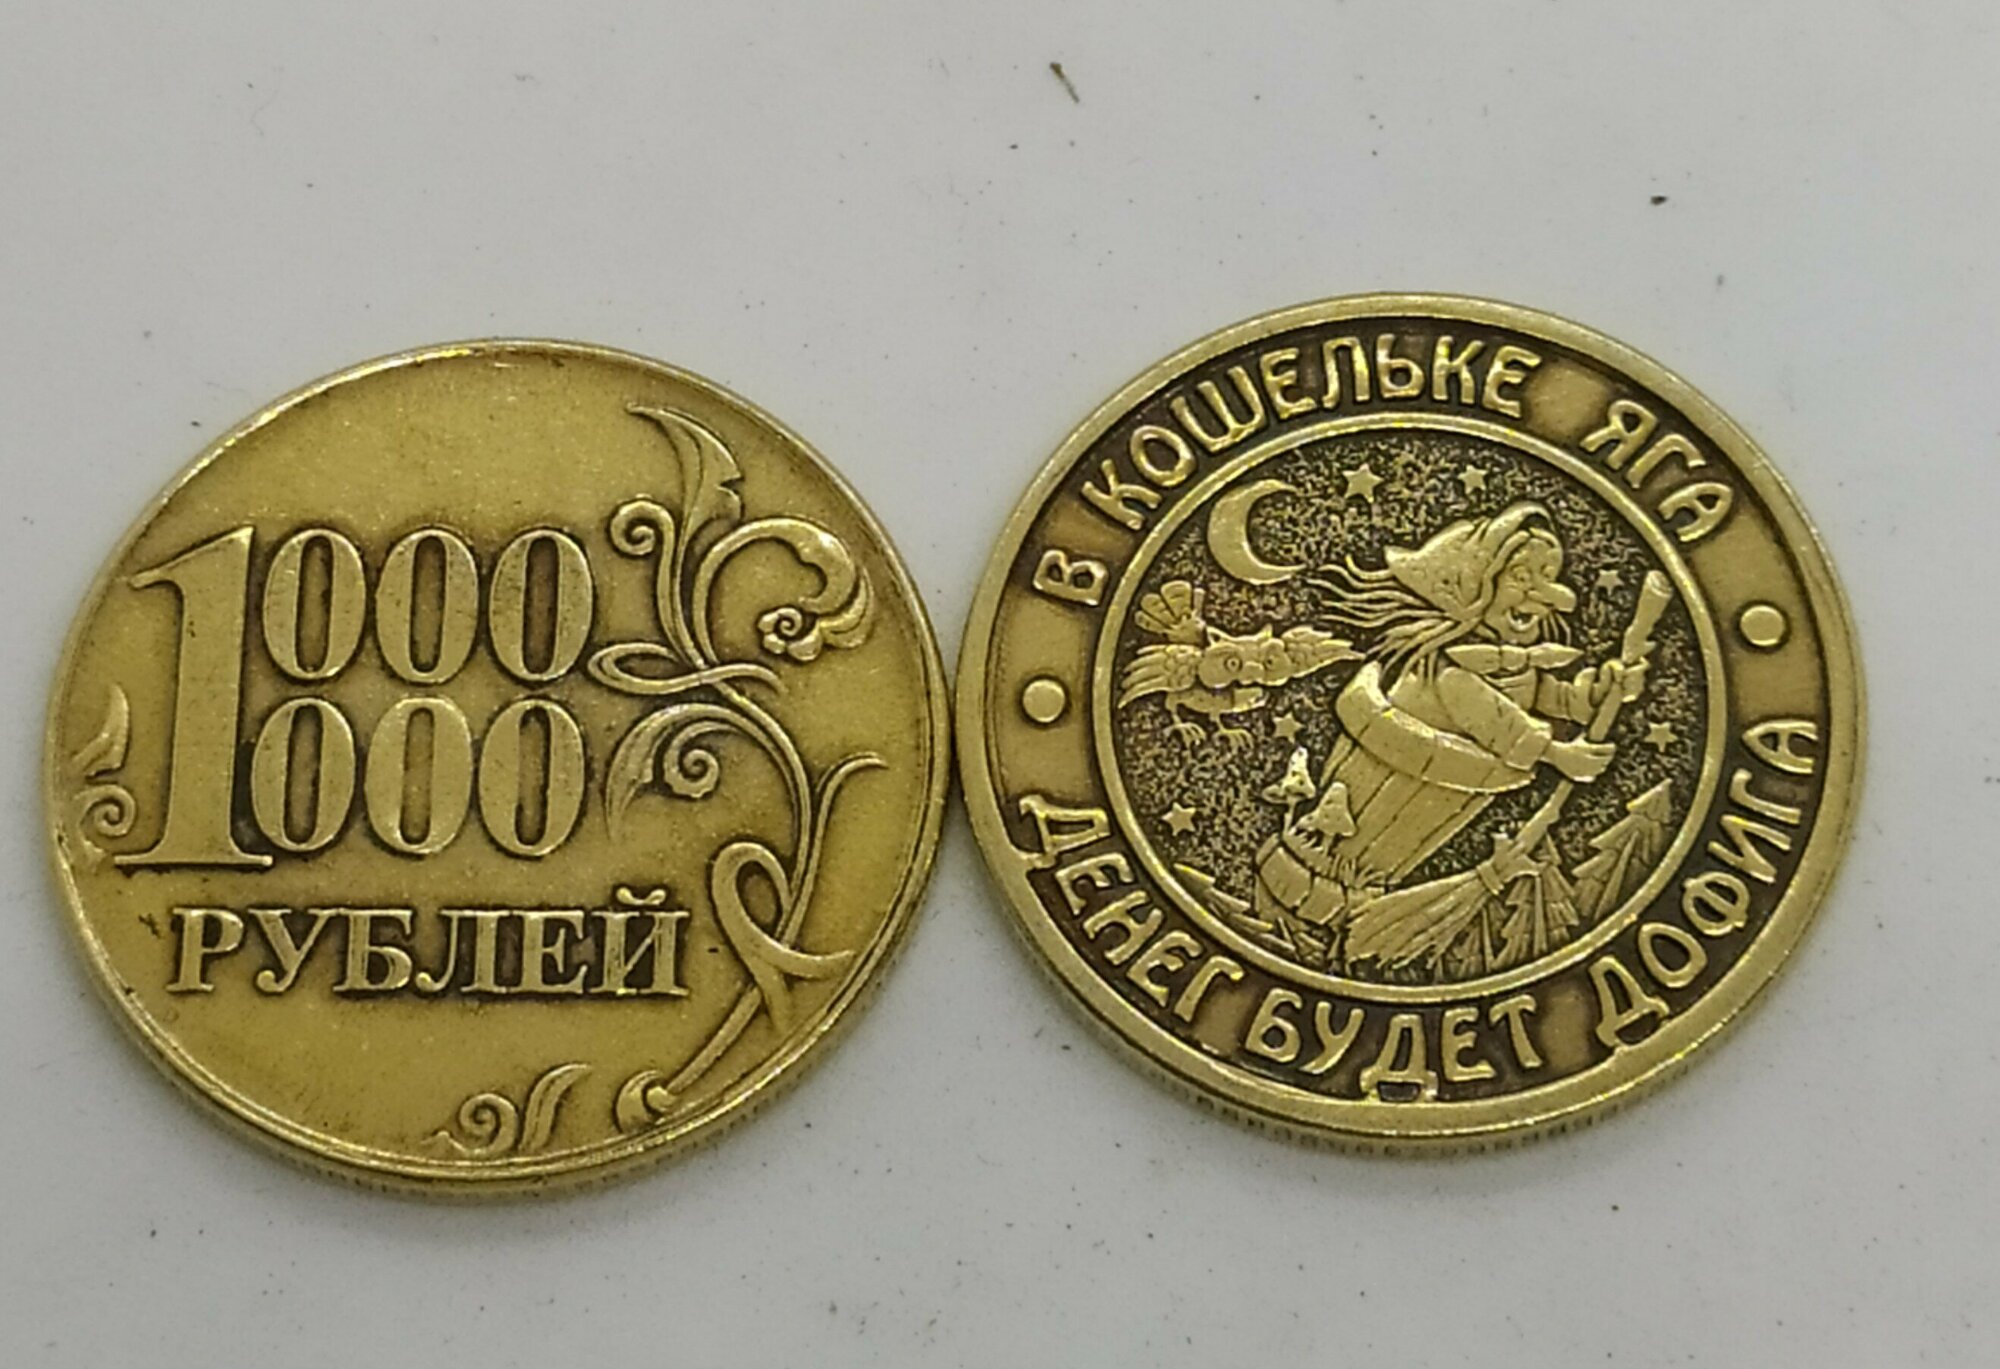 1000 000
РУБЛЕЙ
В КОШЕЛЬКЕ ЯГА
ДЕНЕГ БУДЕТ ДОФИГА